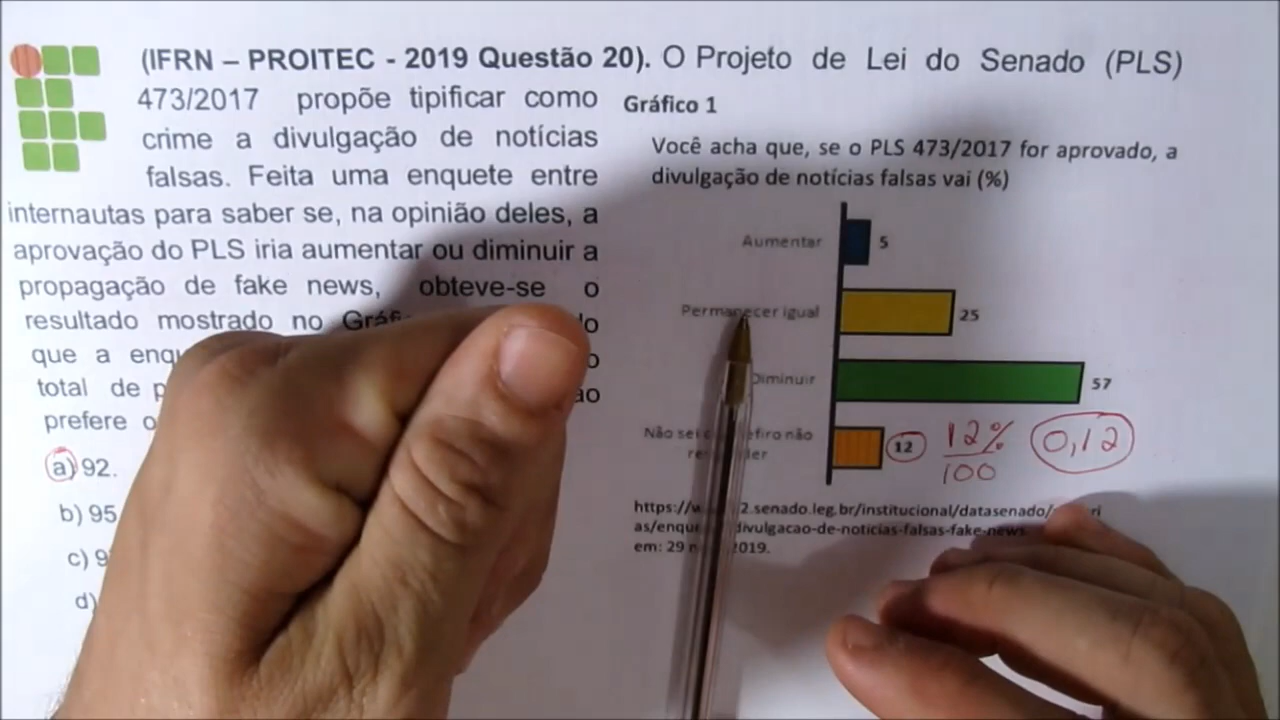 (IFRN – PROITEC - 2019 Questão 20). O Projeto de Lei do Senado (PLS)
473/2017 propõe tipificar como
crime a divulgação de notícias
falsas. Feita uma enquete entre
internautas para saber se, na opinião deles, a
aprovação do PLS iria aumentar ou diminuir a
propagação de fake news, obteve-se o
resultado mostrado no
que a
total de
prefere
a) 92.
b) 95
c)
d)
Gráfico 1
Você acha que, se o PLS 473/2017 for aprovado, a
divulgação de notícias falsas vai (%)
Aumentar 5
Permanecer igual 25
Diminuir 57
Não sei não 12 12% 0,12
100
2.senado.leg.br/institucional/datasenado/
divulgacao-de-noticias-falsas-fake-news
em: 29 2019.